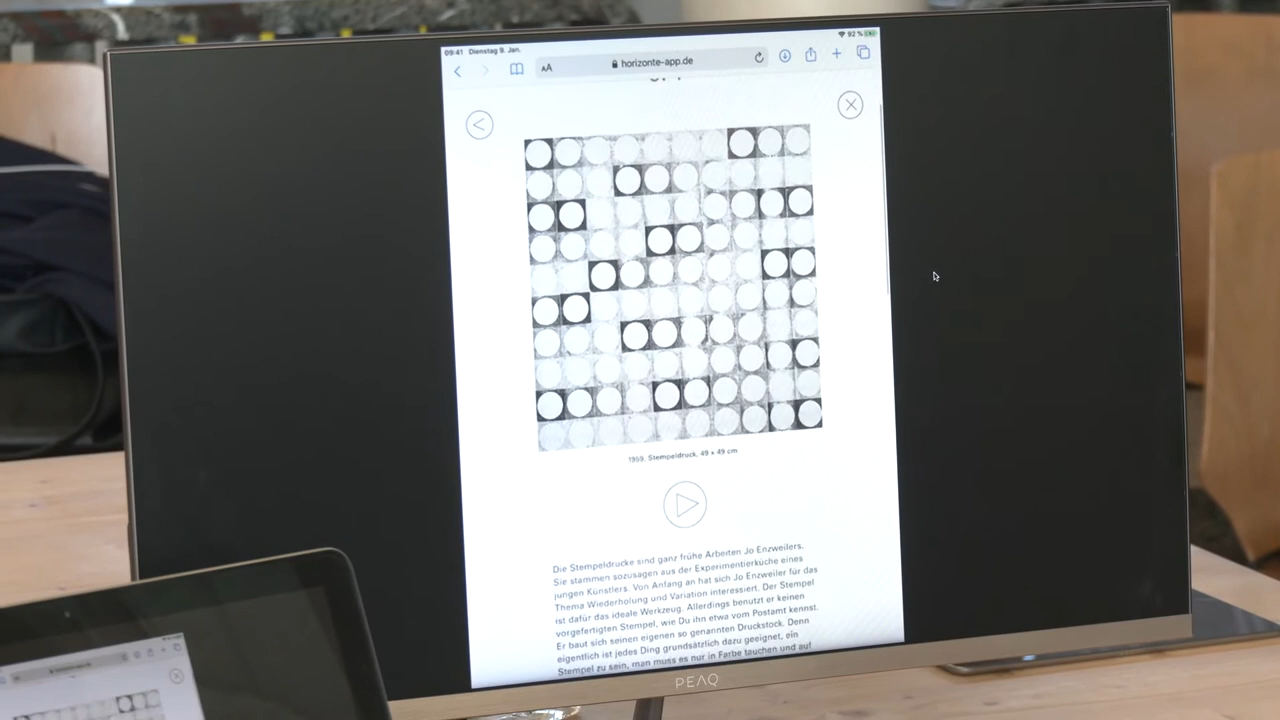 09:41 Dienstag 9. Jan.
92 %
AA
horizonte-app.de
1959, Stempeldruck, 49 x 49 cm
Die Stempeldrucke sind ganz frühe Arbeiten Jo Enzweilers.
Sie stammen sozusagen aus der Experimentierküche eines
jungen Künstlers. Von Anfang an hat sich Jo Enzweiler für das
Thema Wiederholung und Variation interessiert. Der Stempel
ist dafür das ideale Werkzeug. Allerdings benutzt er keinen
vorgefertigten Stempel, wie Du ihn etwa vom Postamt kennst.
Er baut sich seinen eigenen so genannten Druckstock. Denn
eigentlich ist jedes Ding grundsätzlich dazu geeignet, ein
Stempel zu sein, man muss es nur in Farbe tauchen und auf
PEAQ